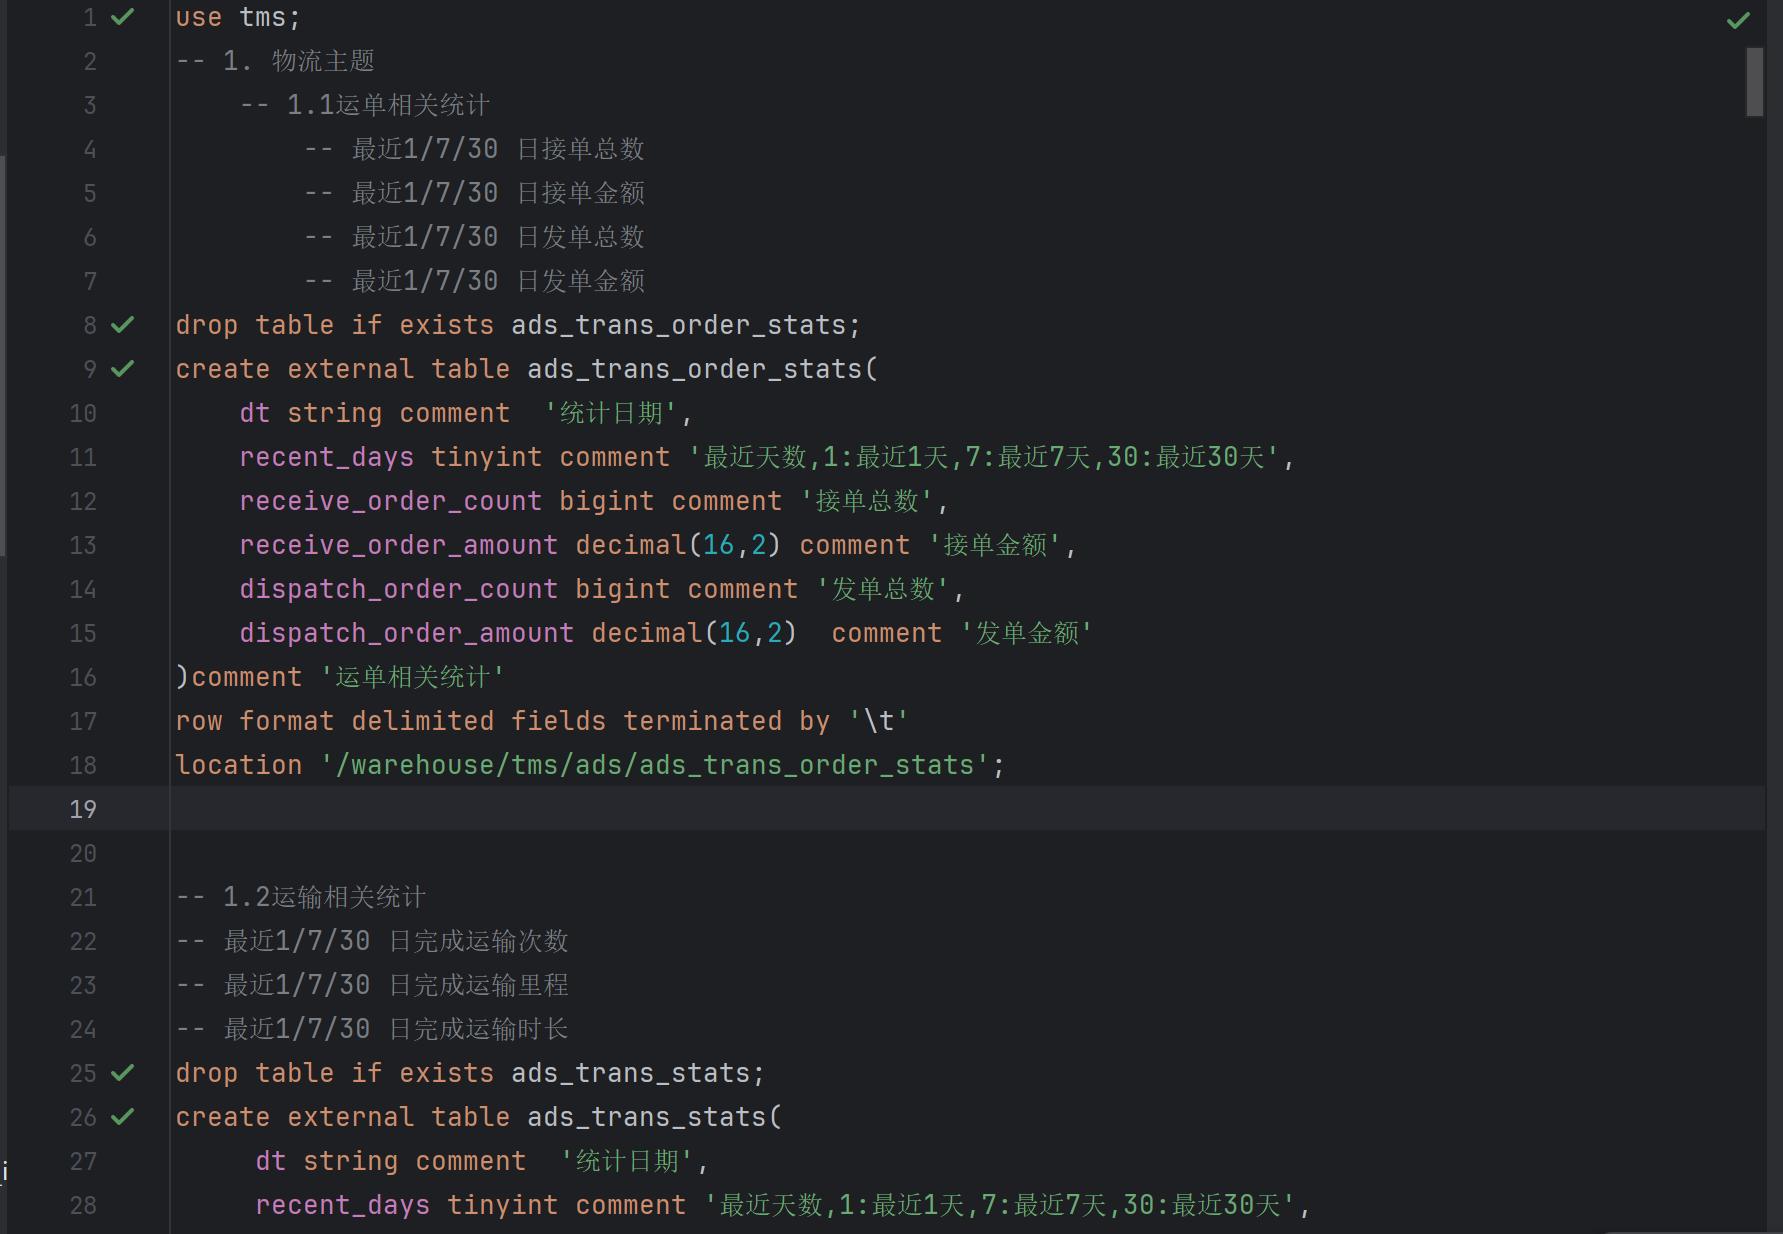 1 use tms;
2 -- 1. 物流主题
3 -- 1.1运单相关统计
4 -- 最近1/7/30 日接单总数
5 -- 最近1/7/30 日接单金额
6 -- 最近1/7/30 日发单总数
7 -- 最近1/7/30 日发单金额
8 drop table if exists ads_trans_order_stats;
9 create external table ads_trans_order_stats(
10 dt string comment  '统计日期',
11 recent_days tinyint comment '最近天数,1:最近1天,7:最近7天,30:最近30天',
12 receive_order_count bigint comment '接单总数',
13 receive_order_amount decimal(16,2) comment '接单金额',
14 dispatch_order_count bigint comment '发单总数',
15 dispatch_order_amount decimal(16,2)  comment '发单金额'
16 )comment '运单相关统计'
17 row format delimited fields terminated by '\t'
18 location '/warehouse/tms/ads/ads_trans_order_stats';
19
20
21 -- 1.2运输相关统计
22 -- 最近1/7/30 日完成运输次数
23 -- 最近1/7/30 日完成运输里程
24 -- 最近1/7/30 日完成运输时长
25 drop table if exists ads_trans_stats;
26 create external table ads_trans_stats(
27 dt string comment  '统计日期',
28 recent_days tinyint comment '最近天数,1:最近1天,7:最近7天,30:最近30天',